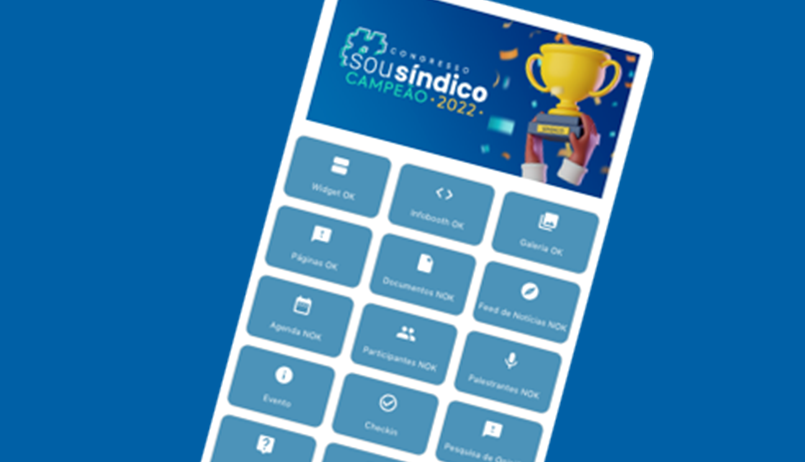 CONGRESSO
#SOUsíndico
CAMPEÃO • 2022 •
SÍNDICO
Widget OK
Infobooth OK
Galeria OK
Páginas OK
Documentos NOK
Feed de Notícias NOK
Agenda NOK
Participantes NOK
Palestrantes NOK
Evento
Checkin
Pesquisa de